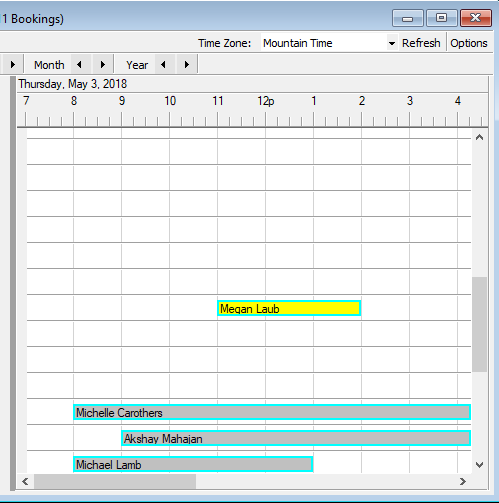 11 Bookings)
Time Zone: Mountain Time Refresh Options
Month Year
Thursday, May 3, 2018
7 8 9 10 11 12p 1 2 3 4
Megan Laub
Michelle Carothers
Akshay Mahajan
Michael Lamb